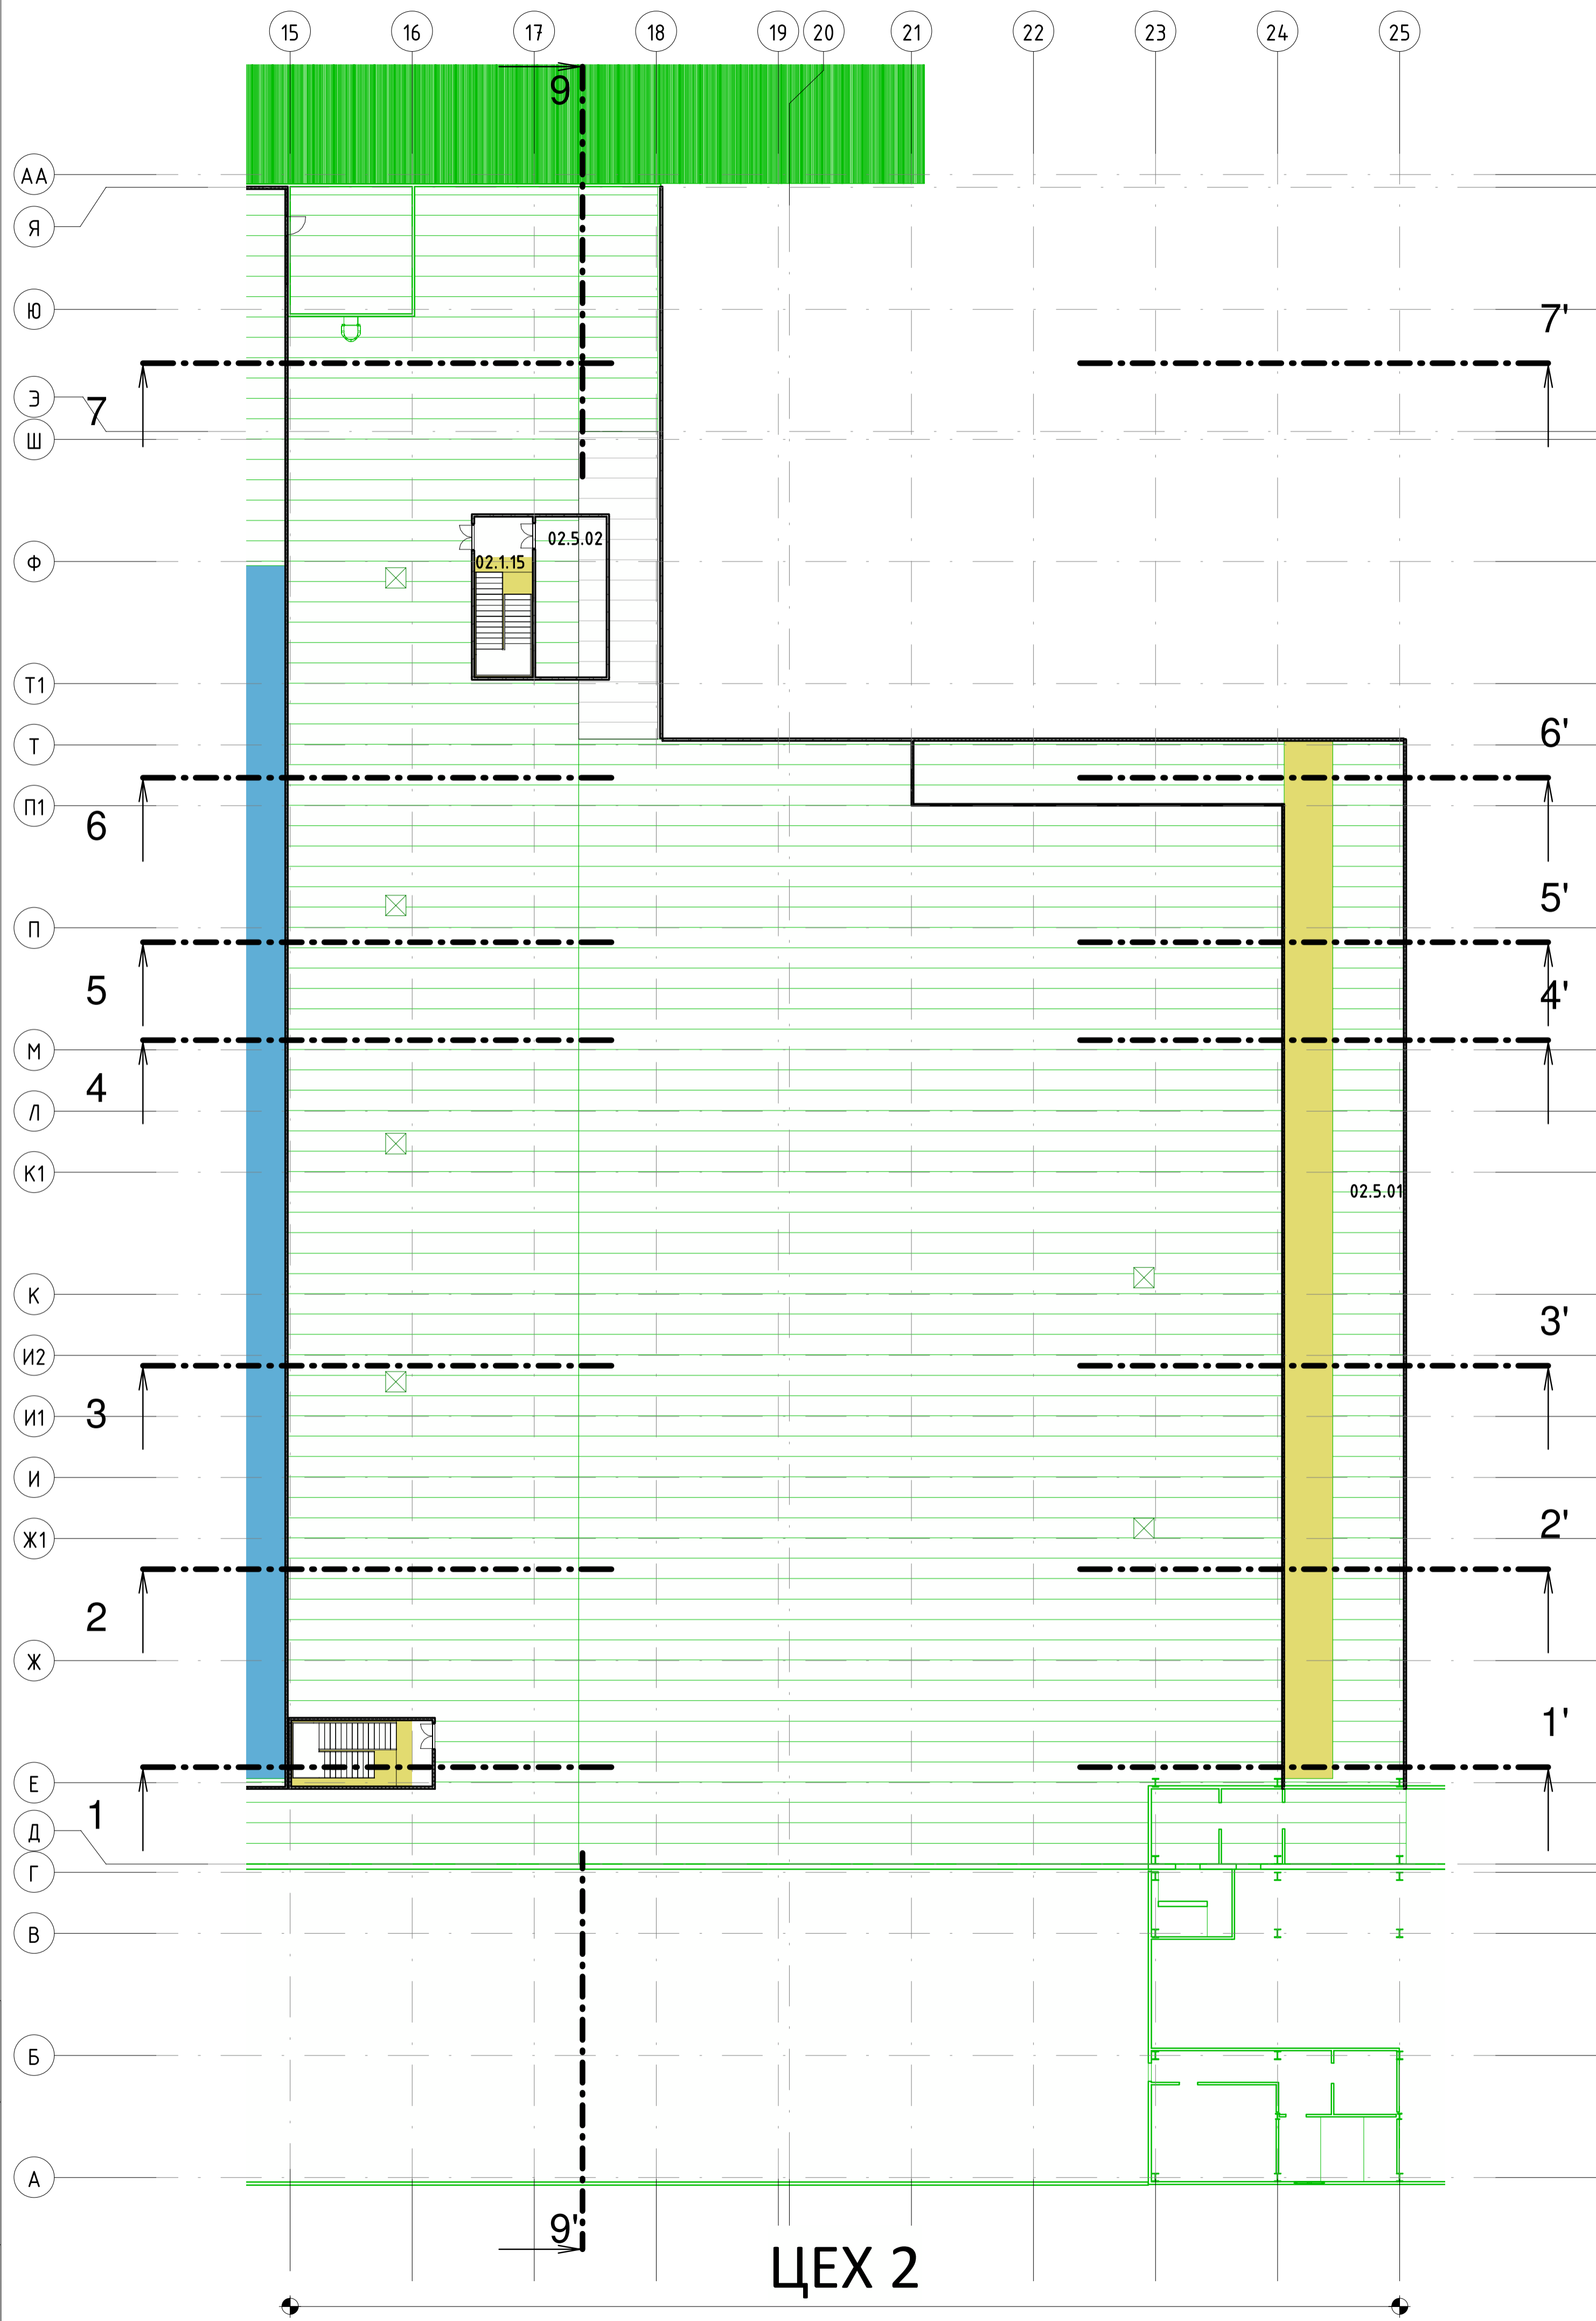 15 16 17 18 19 20 21 22 23 24 25
9
АА
Я
Ю
7'
Э
7
Ш
02.5.02
02.1.15
Ф
Т1
6'
Т
П1
6
5'
П
5
4'
М
4
Л
К1
02.5.01
К
3'
И2
3
И1
И
2'
Ж1
2
Ж
1'
Е
1
Д
Г
В
Б
А
9'
ЦЕХ 2